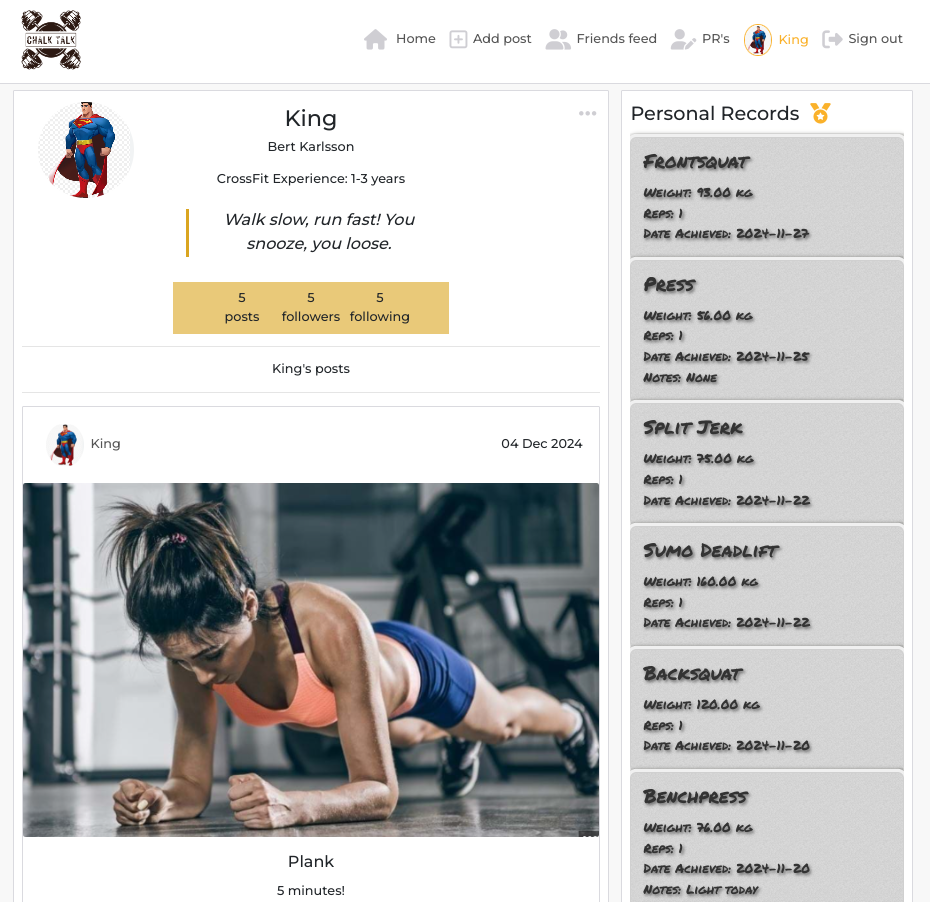 CHALK TALK
Home
Add post
Friends feed
PR's
King
Sign out
King
Bert Karlsson
CrossFit Experience: 1-3 years
Walk slow, run fast! You
snooze, you loose.
5 5 5
posts followers following
King's posts
King
04 Dec 2024
Plank
5 minutes!
Personal Records
Frontsquat
Weight: 93.00 kg
Reps: 1
Date Achieved: 2024-11-27
Press
Weight: 56.00 kg
Reps: 1
Date Achieved: 2024-11-25
Notes: None
Split Jerk
Weight: 75.00 kg
Reps: 1
Date Achieved: 2024-11-22
Sumo Deadlift
Weight: 160.00 kg
Reps: 1
Date Achieved: 2024-11-22
Backsquat
Weight: 120.00 kg
Reps: 1
Date Achieved: 2024-11-20
Benchpress
Weight: 76.00 kg
Reps: 1
Date Achieved: 2024-11-20
Notes: Light today